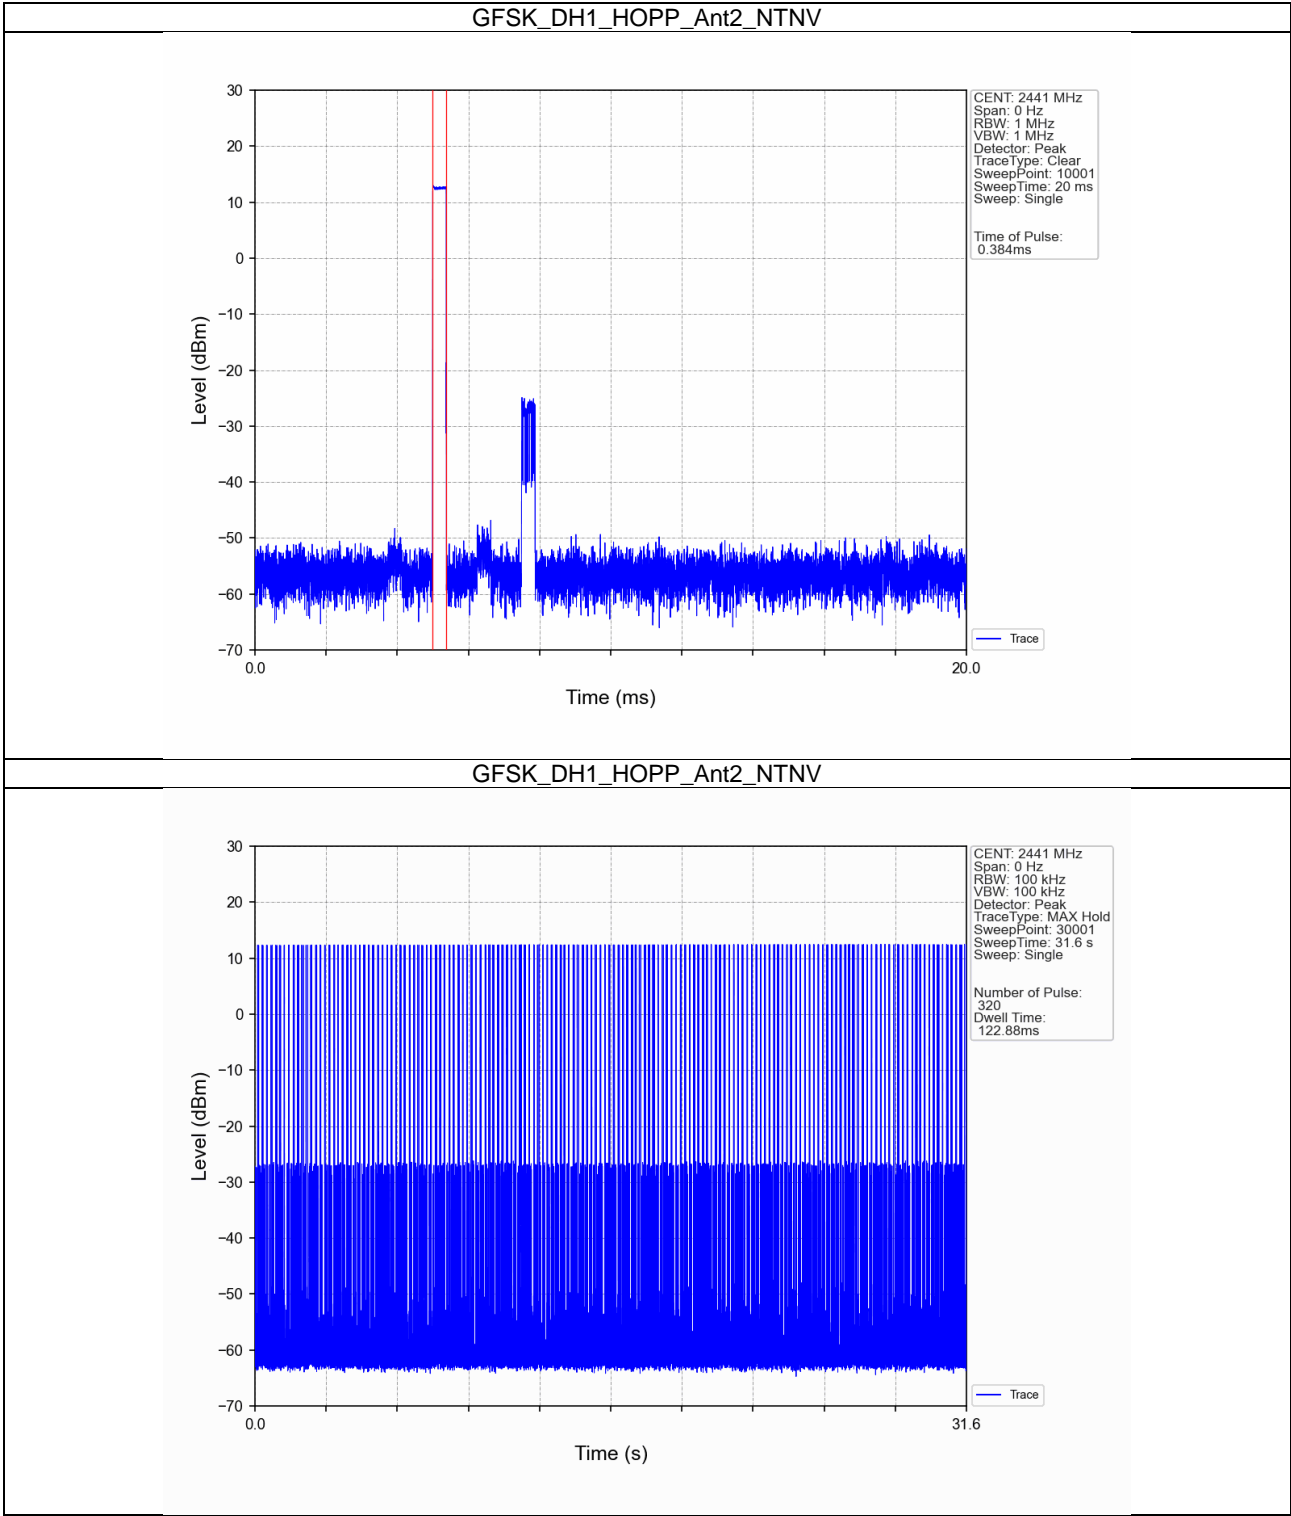 GFSK_DH1_HOPP_Ant2_NTNV
30
20
10
0
−10
−20
−30
−40
−50
−60
−70
Level (dBm)
0.0
20.0
Time (ms)
CENT: 2441 MHz
Span: 0 Hz
RBW: 1 MHz
VBW: 1 MHz
Detector: Peak
TraceType: Clear
SweepPoint: 10001
SweepTime: 20 ms
Sweep: Single
Time of Pulse:
0.384ms
Trace
GFSK_DH1_HOPP_Ant2_NTNV
30
20
10
0
−10
−20
−30
−40
−50
−60
−70
Level (dBm)
0.0
31.6
Time (s)
CENT: 2441 MHz
Span: 0 Hz
RBW: 100 kHz
VBW: 100 kHz
Detector: Peak
TraceType: MAX Hold
SweepPoint: 30001
SweepTime: 31.6 s
Sweep: Single
Number of Pulse:
320
Dwell Time:
122.88ms
Trace